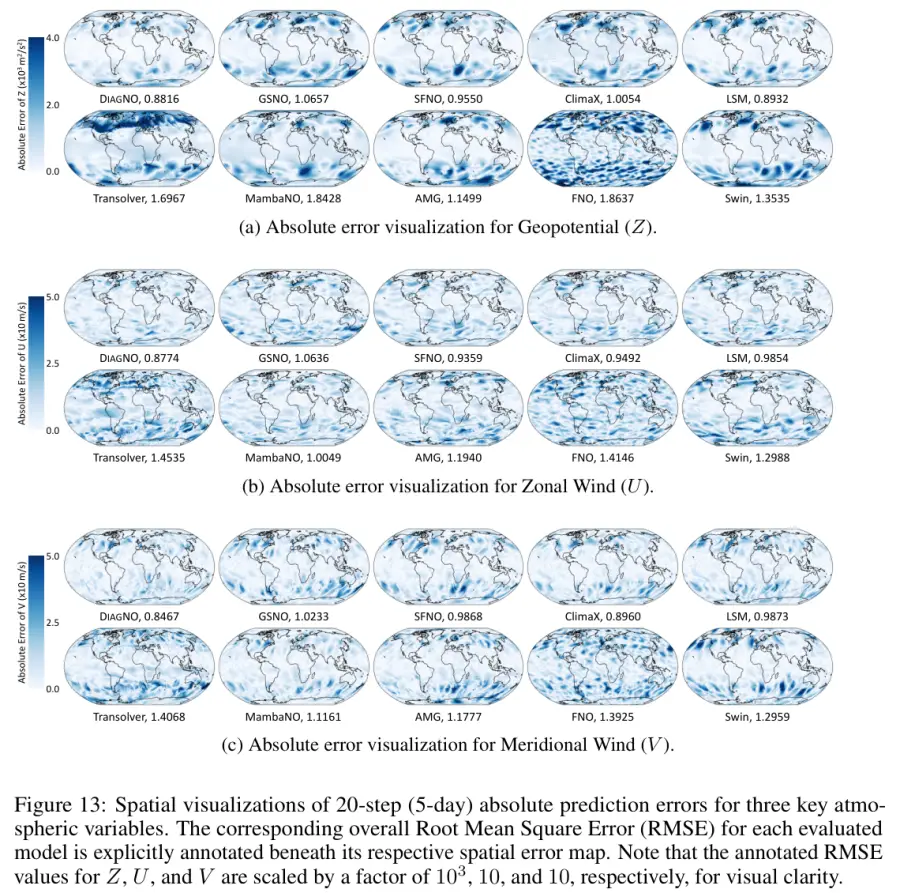 4.0
2.0
0.0
Absolute Error of Z (x10³ m²/s²)
DIAGNO, 0.8816
GSNO, 1.0657
SFNO, 0.9550
ClimaX, 1.0054
LSM, 0.8932
Transolver, 1.6967
MambaNO, 1.8428
AMG, 1.1499
FNO, 1.8637
Swin, 1.3535
(a) Absolute error visualization for Geopotential (Z).
5.0
2.5
0.0
Absolute Error of U (x10 m/s)
DIAGNO, 0.8774
GSNO, 1.0636
SFNO, 0.9359
ClimaX, 0.9492
LSM, 0.9854
Transolver, 1.4535
MambaNO, 1.0049
AMG, 1.1940
FNO, 1.4146
Swin, 1.2988
(b) Absolute error visualization for Zonal Wind (U).
5.0
2.5
0.0
Absolute Error of V (x10 m/s)
DIAGNO, 0.8467
GSNO, 1.0233
SFNO, 0.9868
ClimaX, 0.8960
LSM, 0.9873
Transolver, 1.4068
MambaNO, 1.1161
AMG, 1.1777
FNO, 1.3925
Swin, 1.2959
(c) Absolute error visualization for Meridional Wind (V).
Figure 13: Spatial visualizations of 20-step (5-day) absolute prediction errors for three key atmo-
spheric variables. The corresponding overall Root Mean Square Error (RMSE) for each evaluated
model is explicitly annotated beneath its respective spatial error map. Note that the annotated RMSE
values for Z, U, and V are scaled by a factor of 10³, 10, and 10, respectively, for visual clarity.